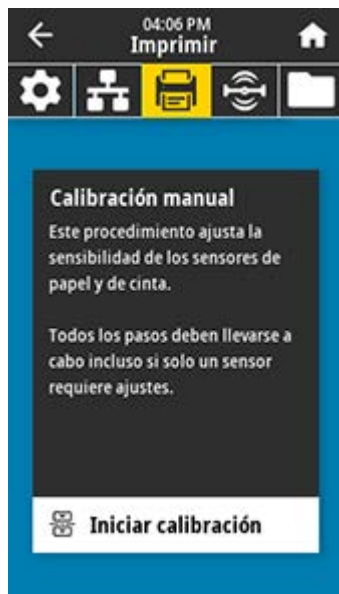 04:06 PM
Imprimir
Calibración manual
Este procedimiento ajusta la
sensibilidad de los sensores de
papel y de cinta.
Todos los pasos deben llevarse a
cabo incluso si solo un sensor
requiere ajustes.
Iniciar calibración